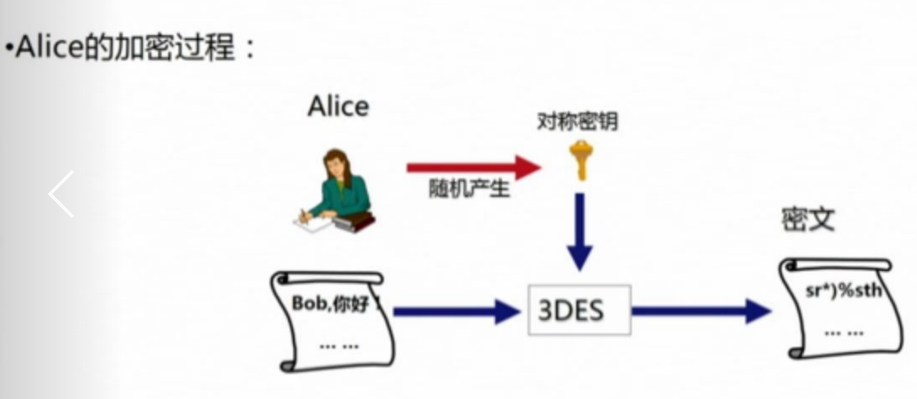 •Alice的加密过程：
Alice
对称密钥
随机产生
密文
Bob,你好！
... ...
3DES
sr*)%sth
... ...